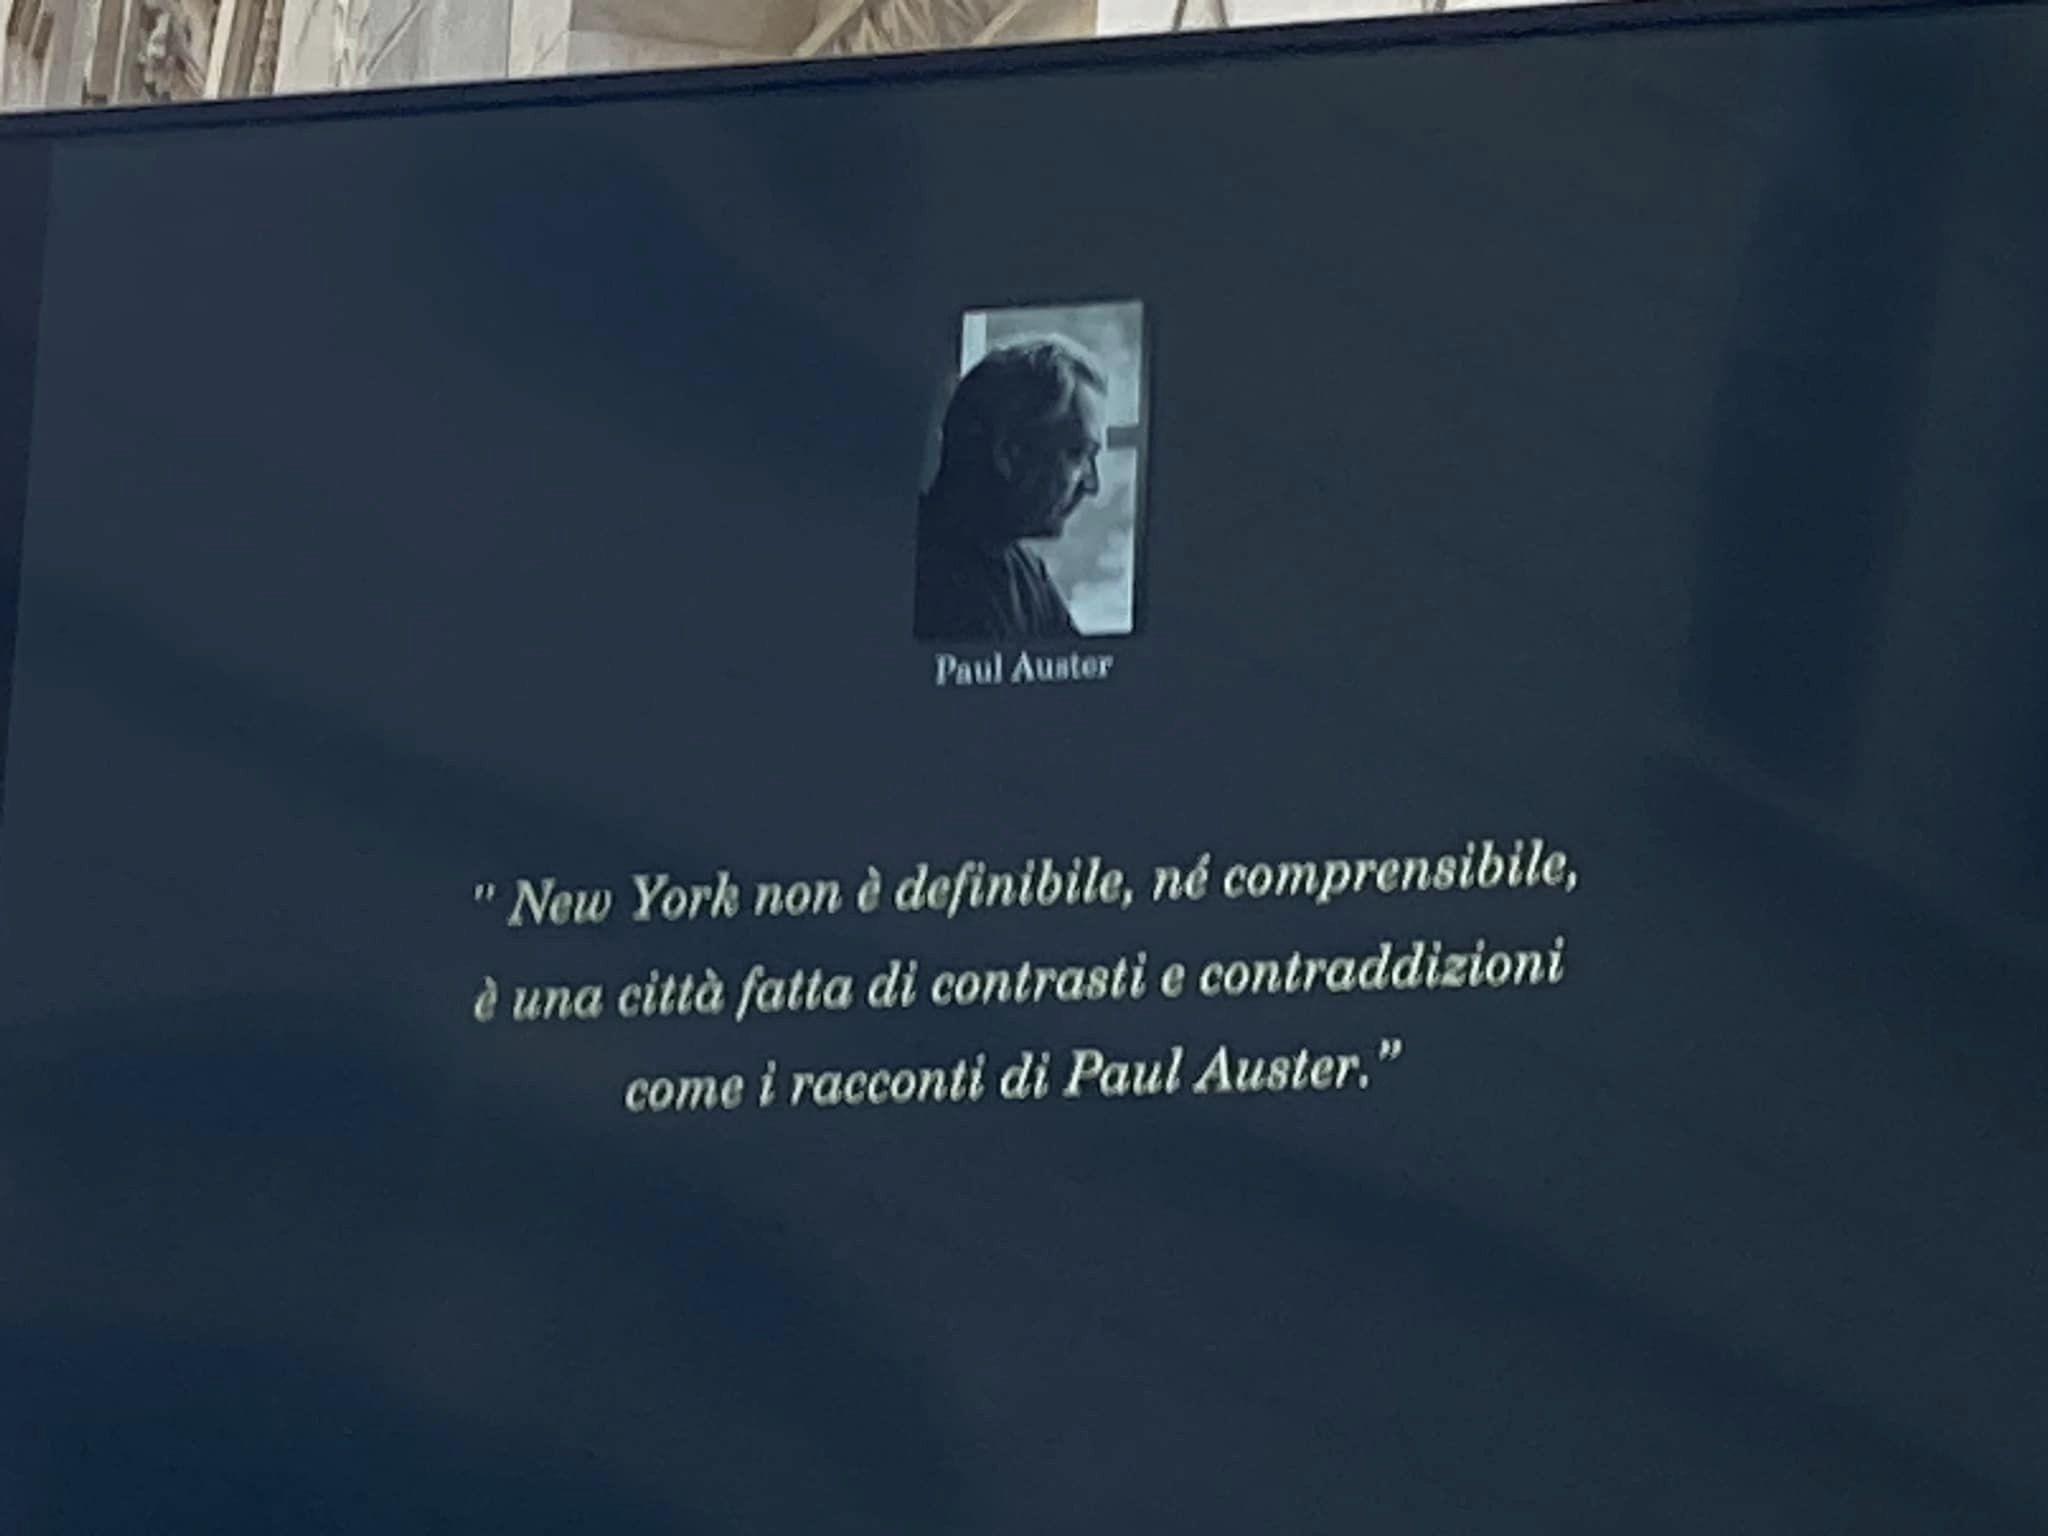 Paul Auster
" New York non è definibile, né comprensibile,
è una città fatta di contrasti e contraddizioni
come i racconti di Paul Auster.”